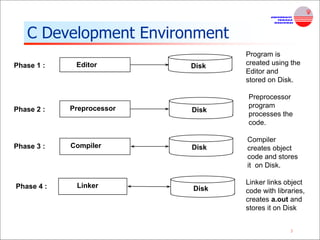 C Development Environment
Phase 1 :
Editor
Disk
Program is
created using the
Editor and
stored on Disk.
Phase 2 :
Preprocessor
Disk
Preprocessor
program
processes the
code.
Phase 3 :
Compiler
Disk
Compiler
creates object
code and stores
it on Disk.
Phase 4 :
Linker
Disk
Linker links object
code with libraries,
creates a.out and
stores it on Disk